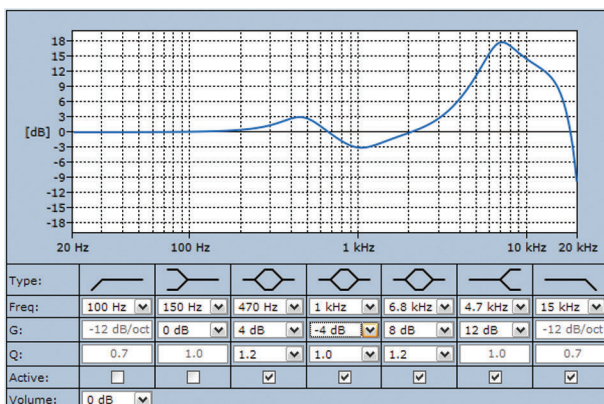 18
15
12
9
6
3
[dB] 0
-3
-6
-9
-12
-15
-18
20 Hz 100 Hz 1 kHz 10 kHz 20 kHz
Type:
Freq: 100 Hz 150 Hz 470 Hz 1 kHz 6.8 kHz 4.7 kHz 15 kHz
G: -12 dB/oct 0 dB 4 dB -4 dB 8 dB 12 dB -12 dB/oct
Q: 0.7 1.0 1.2 1.0 1.2 1.0 0.7
Active:
Volume: 0 dB